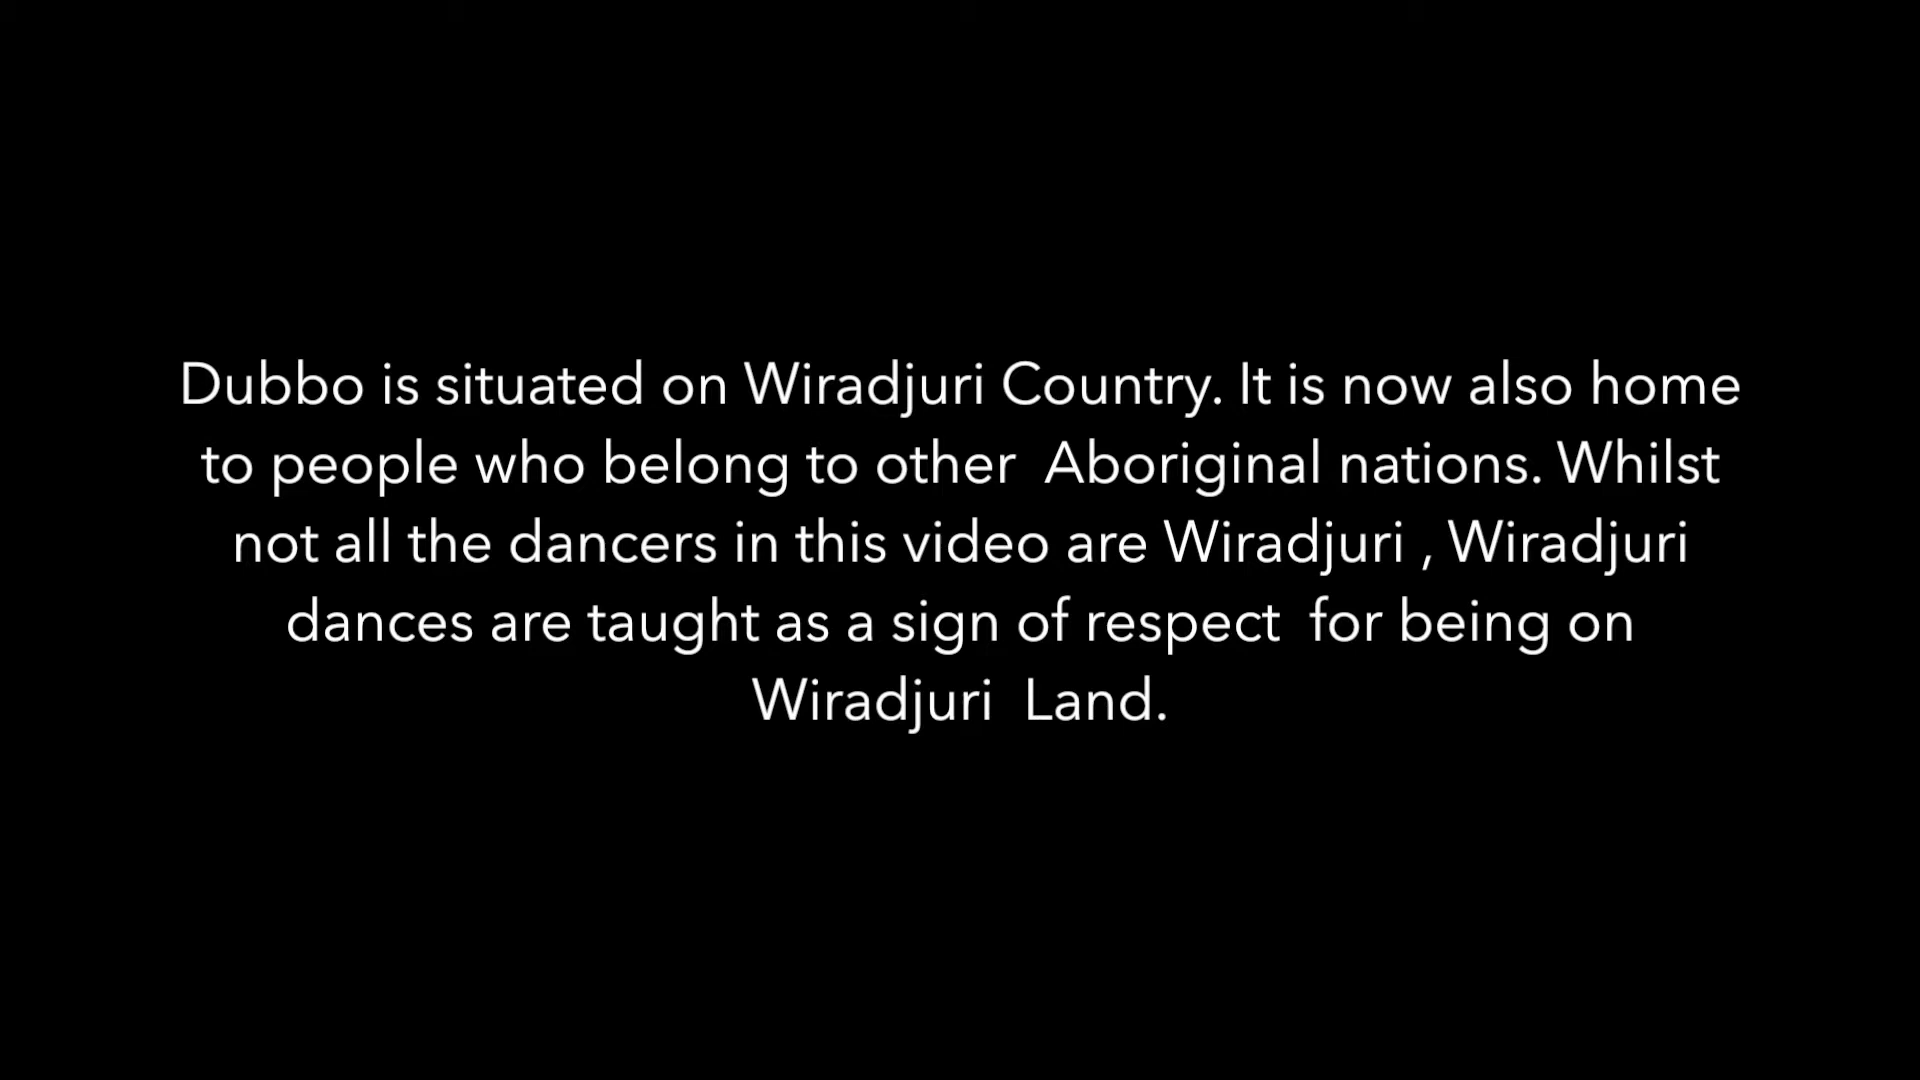 Dubbo is situated on Wiradjuri Country. It is now also home
to people who belong to other  Aboriginal nations. Whilst
not all the dancers in this video are Wiradjuri , Wiradjuri
dances are taught as a sign of respect  for being on
Wiradjuri  Land.